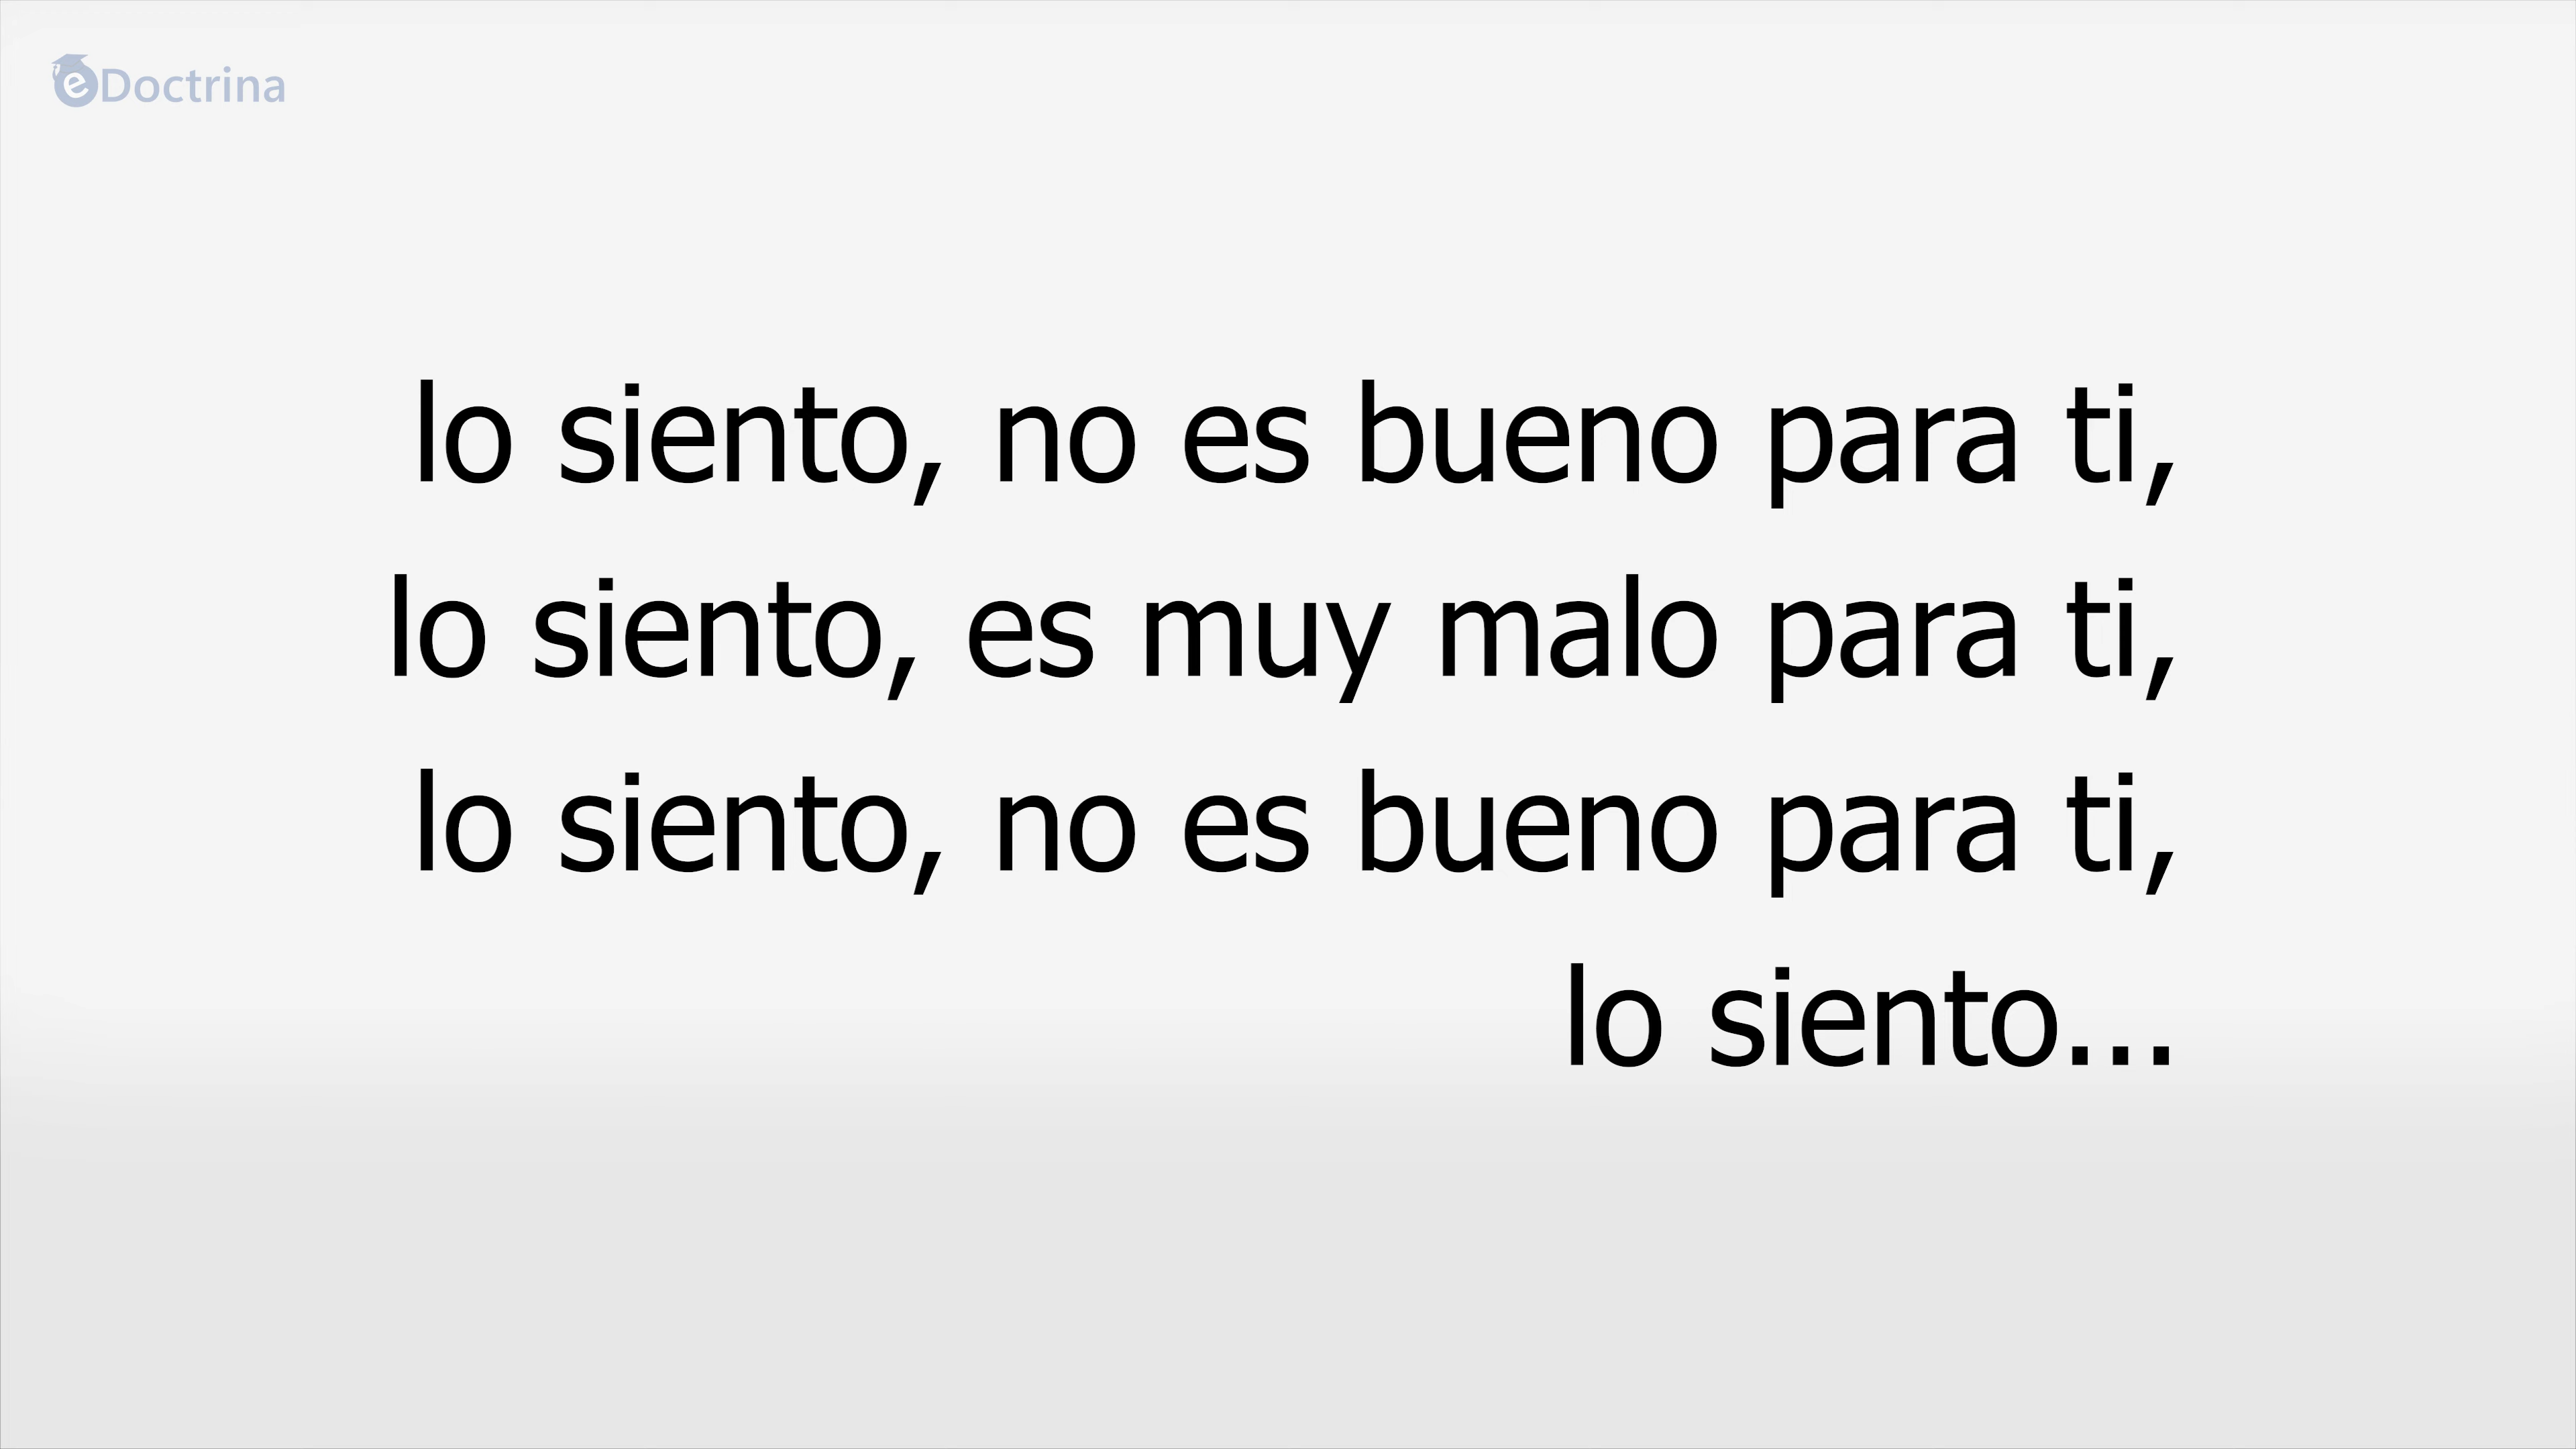 eDoctrina
lo siento, no es bueno para ti,
lo siento, es muy malo para ti,
lo siento, no es bueno para ti,
lo siento...